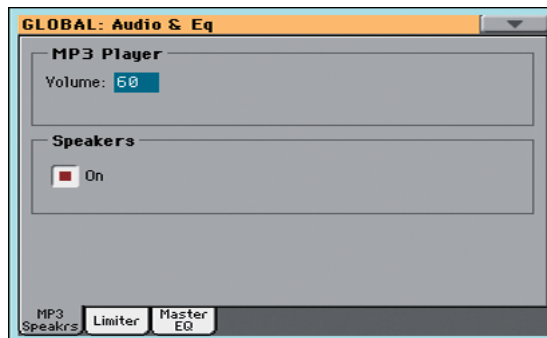 GLOBAL: Audio & Eq
MP3 Player
Volume: 60
Speakers
On
MP3
Speakrs
Limiter
Master
EQ